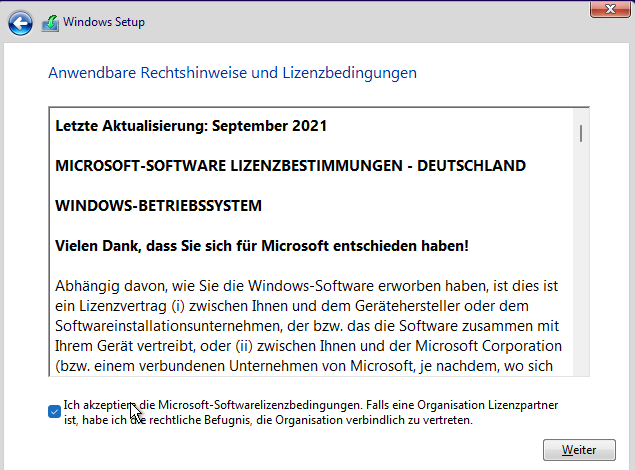 Windows Setup
Anwendbare Rechtshinweise und Lizenzbedingungen
Letzte Aktualisierung: September 2021
MICROSOFT-SOFTWARE LIZENZBESTIMMUNGEN - DEUTSCHLAND
WINDOWS-BETRIEBSSYSTEM
Vielen Dank, dass Sie sich für Microsoft entschieden haben!
Abhängig davon, wie Sie die Windows-Software erworben haben, ist dies ist
ein Lizenzvertrag (i) zwischen Ihnen und dem Gerätehersteller oder dem
Softwareinstallationsunternehmen, der bzw. das die Software zusammen mit
Ihrem Gerät vertreibt, oder (ii) zwischen Ihnen und der Microsoft Corporation
(bzw. einem verbundenen Unternehmen von Microsoft, je nachdem, wo sich
Ich akzeptiere die Microsoft-Softwarelizenzbedingungen. Falls eine Organisation Lizenzpartner
ist, habe ich die rechtliche Befugnis, die Organisation verbindlich zu vertreten.
Weiter